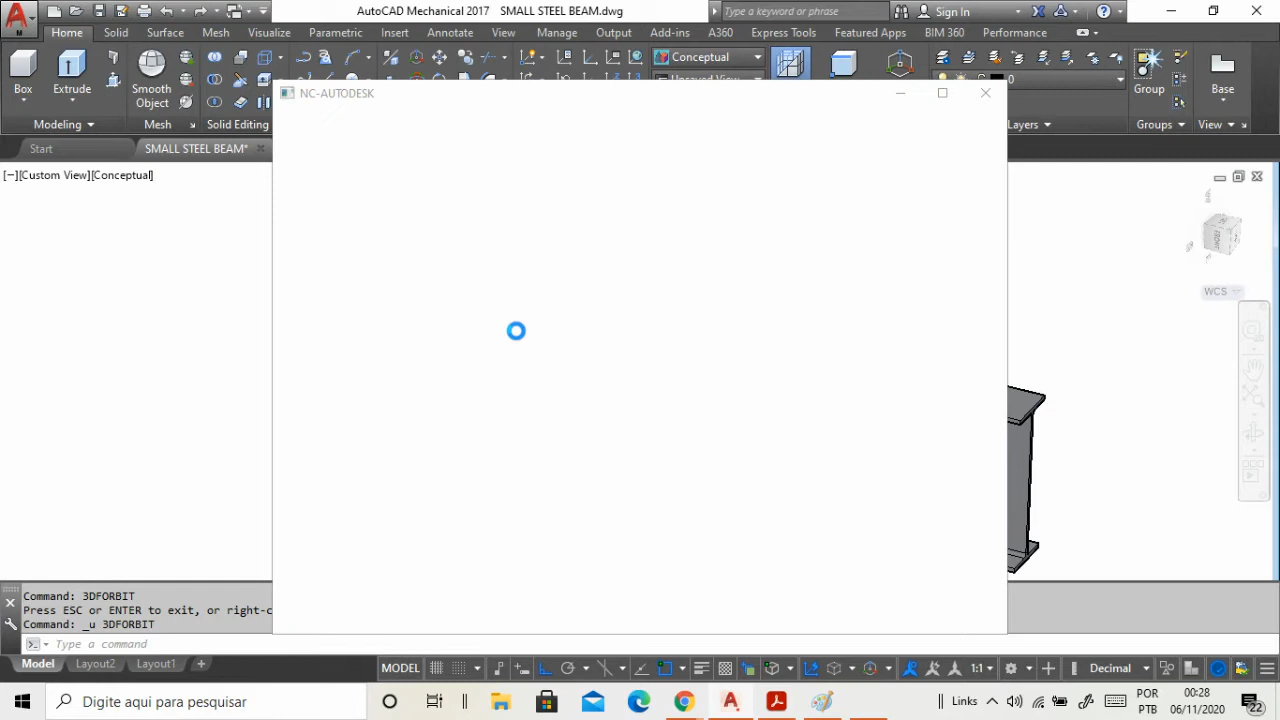 AutoCAD Mechanical 2017 SMALL STEEL BEAM.dwg
Type a keyword or phrase
Sign In
Home Solid Surface Mesh Visualize Parametric Insert Annotate View Manage Output Add-ins A360 Express Tools Featured Apps BIM 360 Performance
Conceptual
0
Box Extrude Smooth Object Group Base
Modeling Mesh Solid Editing Layers Groups View
NC-AUTODESK
Start SMALL STEEL BEAM*
[−][Custom View][Conceptual]
FRONT
WCS
Command: 3DFORBIT
Press ESC or ENTER to exit, or right-c
Command: _u 3DFORBIT
Type a command
Model Layout2 Layout1 + MODEL 1:1 Decimal
Digite aqui para pesquisar
Links
POR
PTB
00:28
06/11/2020
22